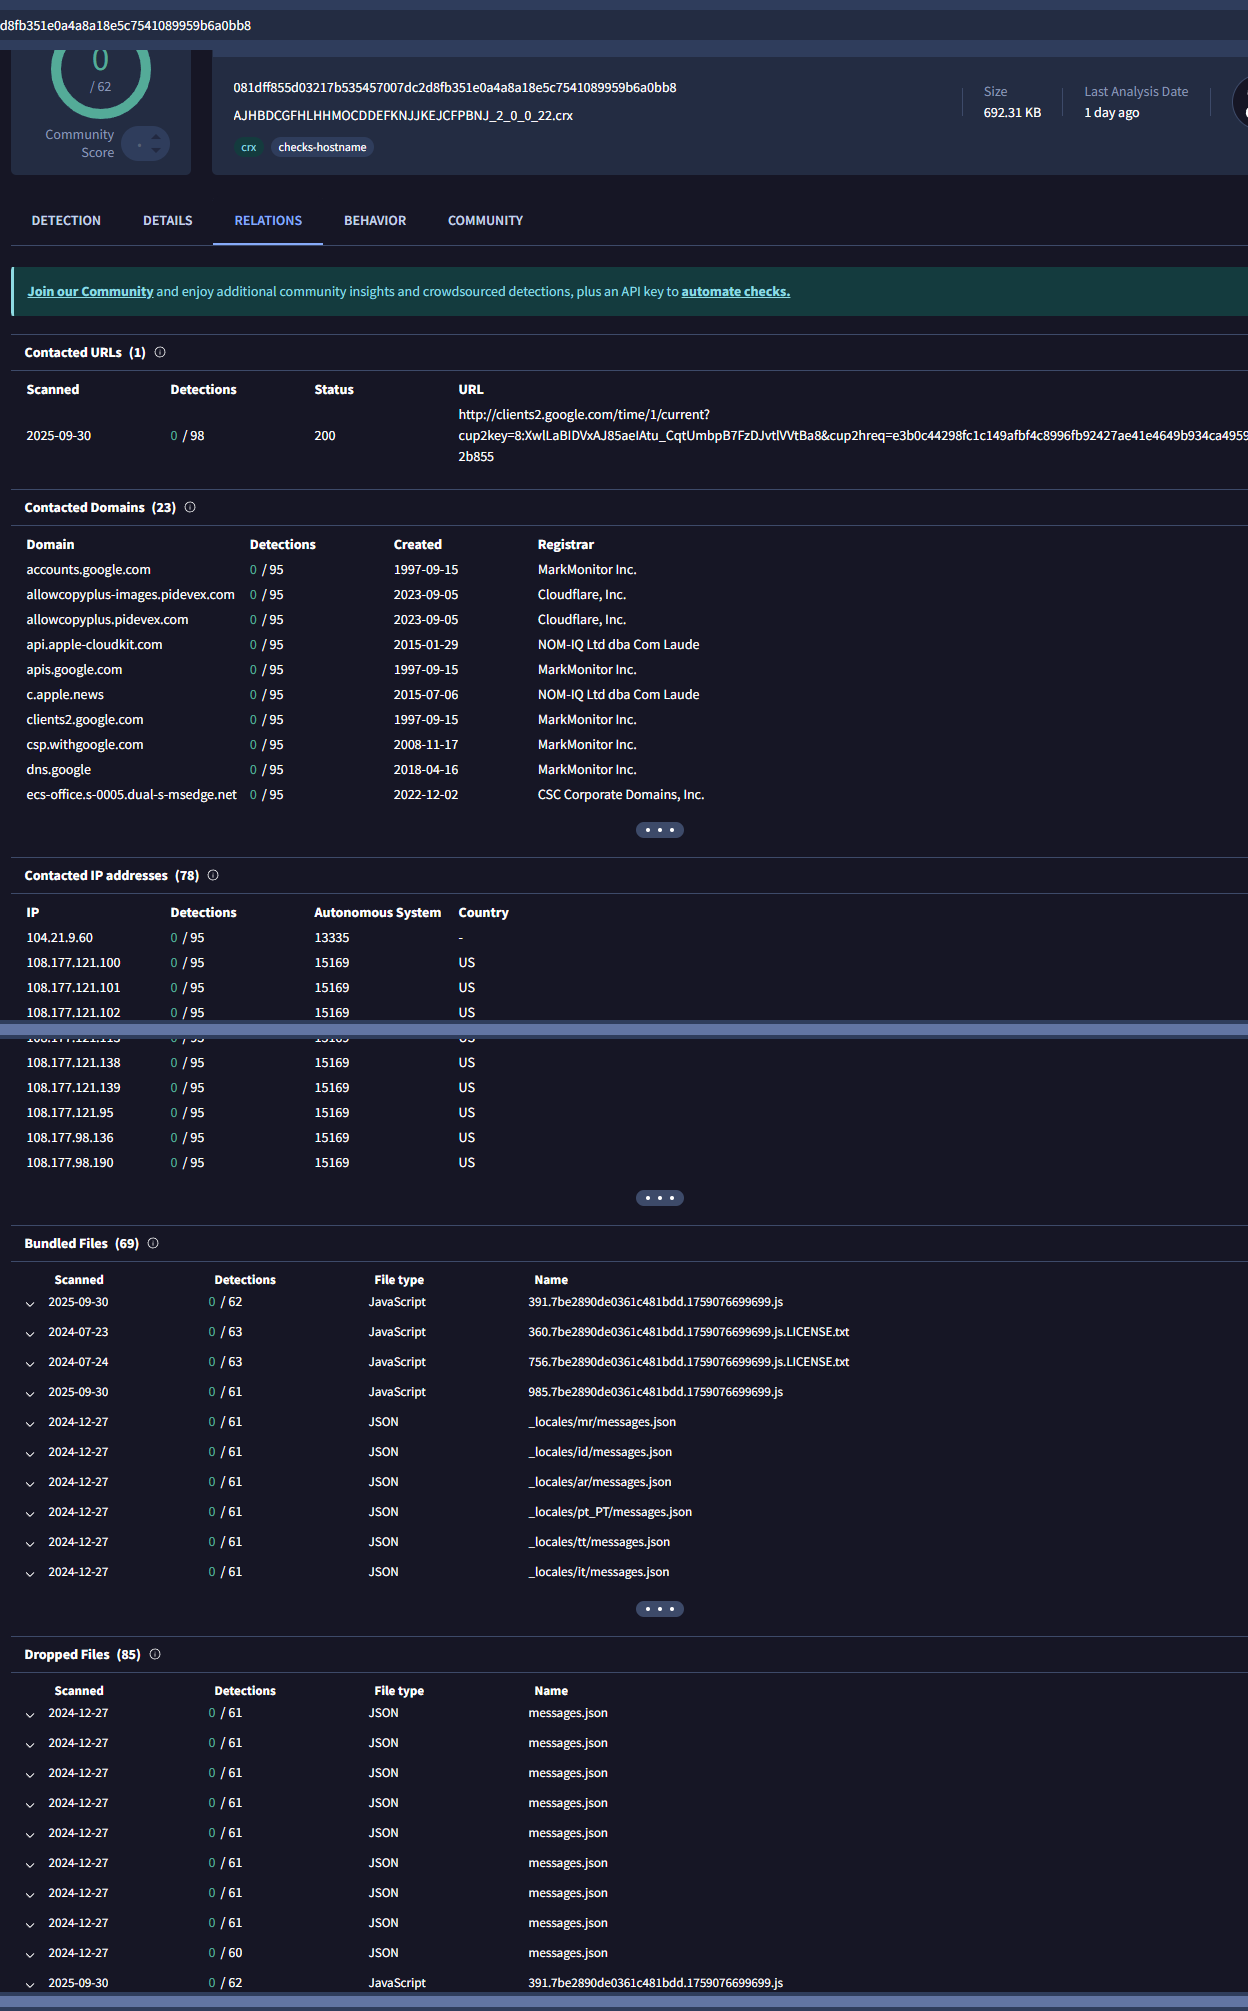 d8fb351e0a4a8a18e5c7541089959b6a0bb8
0
/ 62
Community
Score
081dff855d03217b535457007dc2d8fb351e0a4a8a18e5c7541089959b6a0bb8
AJHBDCGFHLHHMOCDDEFKNJJKEJCFPBNJ_2_0_0_22.crx
crx checks-hostname
Size
692.31 KB
Last Analysis Date
1 day ago
DETECTION DETAILS RELATIONS BEHAVIOR COMMUNITY
Join our Community and enjoy additional community insights and crowdsourced detections, plus an API key to automate checks.
Contacted URLs (1)
Scanned Detections Status URL
2025-09-30 0 / 98 200 http://clients2.google.com/time/1/current?
cup2key=8:XwlLaBIDVxAJ85aeIAtu_CqtUmbpB7FzDJvtlVVtBa8&cup2hreq=e3b0c44298fc1c149afbf4c8996fb92427ae41e4649b934ca4959
2b855
Contacted Domains (23)
Domain Detections Created Registrar
accounts.google.com 0 / 95 1997-09-15 MarkMonitor Inc.
allowcopyplus-images.pidevex.com 0 / 95 2023-09-05 Cloudflare, Inc.
allowcopyplus.pidevex.com 0 / 95 2023-09-05 Cloudflare, Inc.
api.apple-cloudkit.com 0 / 95 2015-01-29 NOM-IQ Ltd dba Com Laude
apis.google.com 0 / 95 1997-09-15 MarkMonitor Inc.
c.apple.news 0 / 95 2015-07-06 NOM-IQ Ltd dba Com Laude
clients2.google.com 0 / 95 1997-09-15 MarkMonitor Inc.
csp.withgoogle.com 0 / 95 2008-11-17 MarkMonitor Inc.
dns.google 0 / 95 2018-04-16 MarkMonitor Inc.
ecs-office.s-0005.dual-s-msedge.net 0 / 95 2022-12-02 CSC Corporate Domains, Inc.
Contacted IP addresses (78)
IP Detections Autonomous System Country
104.21.9.60 0 / 95 13335 -
108.177.121.100 0 / 95 15169 US
108.177.121.101 0 / 95 15169 US
108.177.121.102 0 / 95 15169 US
108.177.121.113 0 / 95 15169 US
108.177.121.138 0 / 95 15169 US
108.177.121.139 0 / 95 15169 US
108.177.121.95 0 / 95 15169 US
108.177.98.136 0 / 95 15169 US
108.177.98.190 0 / 95 15169 US
Bundled Files (69)
Scanned Detections File type Name
2025-09-30 0 / 62 JavaScript 391.7be2890de0361c481bdd.1759076699699.js
2024-07-23 0 / 63 JavaScript 360.7be2890de0361c481bdd.1759076699699.js.LICENSE.txt
2024-07-24 0 / 63 JavaScript 756.7be2890de0361c481bdd.1759076699699.js.LICENSE.txt
2025-09-30 0 / 61 JavaScript 985.7be2890de0361c481bdd.1759076699699.js
2024-12-27 0 / 61 JSON _locales/mr/messages.json
2024-12-27 0 / 61 JSON _locales/id/messages.json
2024-12-27 0 / 61 JSON _locales/ar/messages.json
2024-12-27 0 / 61 JSON _locales/pt_PT/messages.json
2024-12-27 0 / 61 JSON _locales/tt/messages.json
2024-12-27 0 / 61 JSON _locales/it/messages.json
Dropped Files (85)
Scanned Detections File type Name
2024-12-27 0 / 61 JSON messages.json
2024-12-27 0 / 61 JSON messages.json
2024-12-27 0 / 61 JSON messages.json
2024-12-27 0 / 61 JSON messages.json
2024-12-27 0 / 61 JSON messages.json
2024-12-27 0 / 61 JSON messages.json
2024-12-27 0 / 61 JSON messages.json
2024-12-27 0 / 61 JSON messages.json
2024-12-27 0 / 60 JSON messages.json
2025-09-30 0 / 62 JavaScript 391.7be2890de0361c481bdd.1759076699699.js